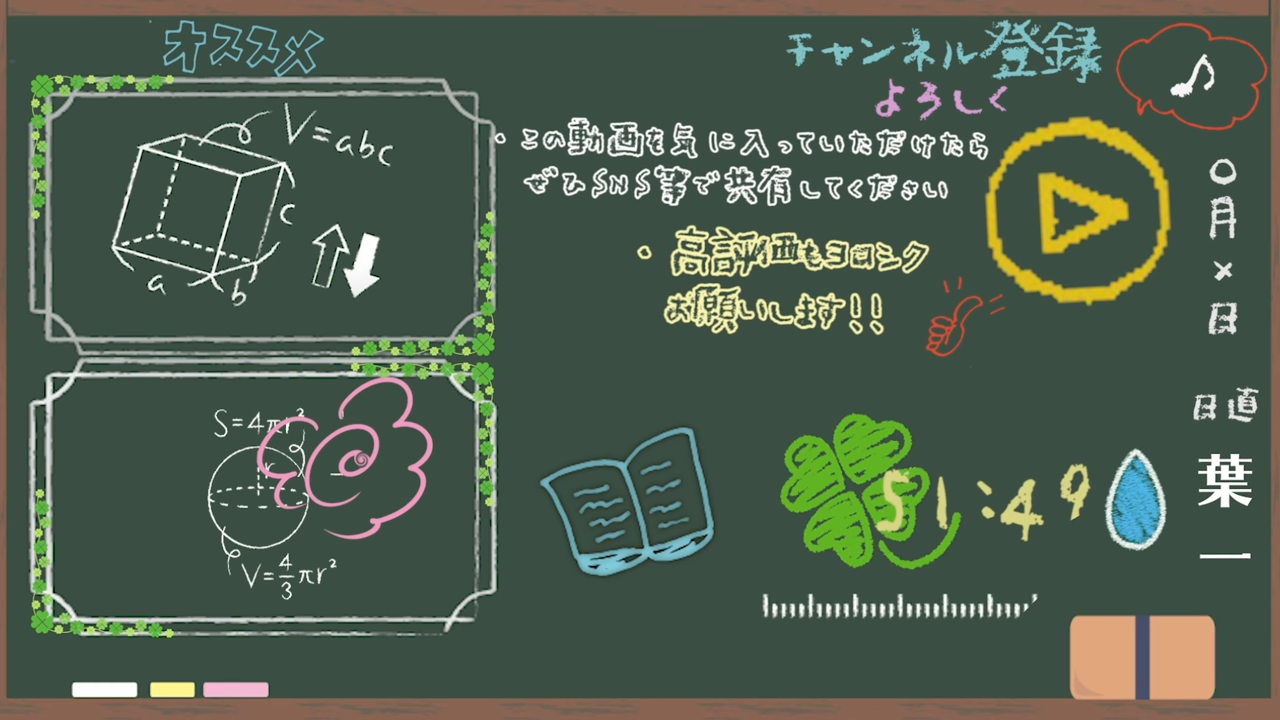 オススメ
V=abc
c
a
b
S=4πr²
r
V=4/3πr²
チャンネル登録
よろしく
・この動画を気に入っていただけたら
ぜひSNS等で共有してください
・高評価もヨロシク
お願いします!!
51:49
○月×日
日直
葉一